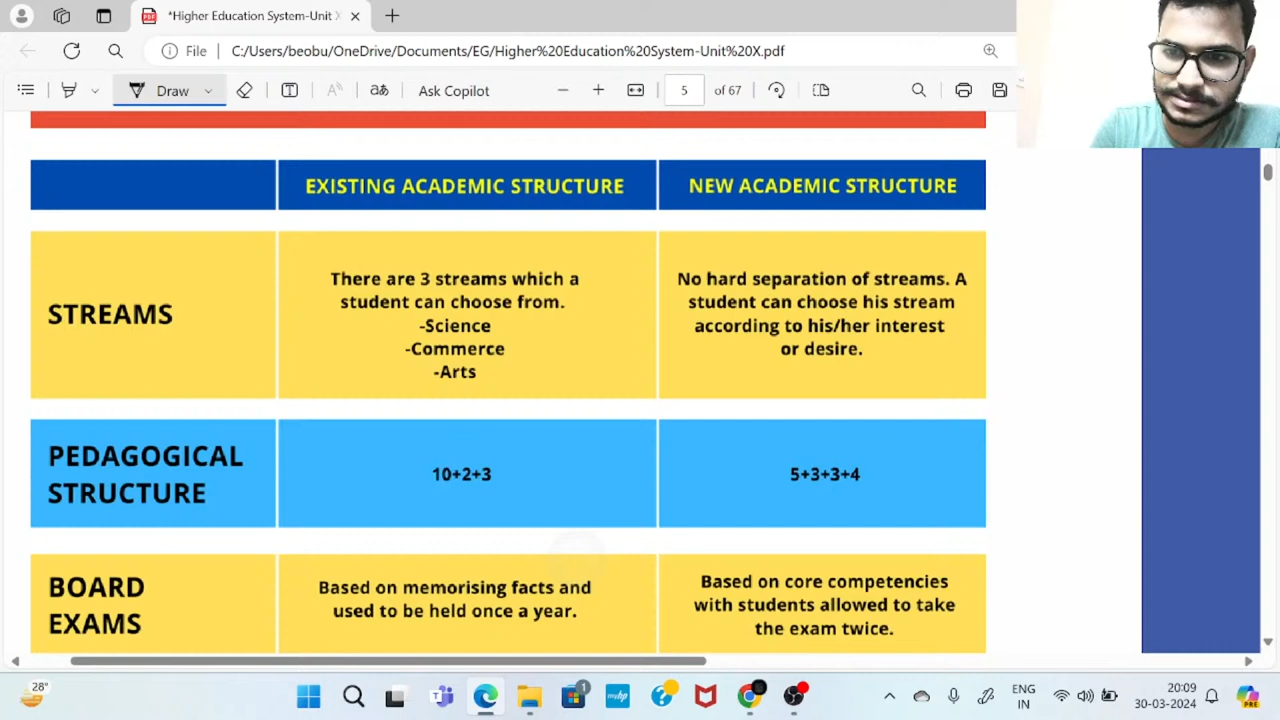 *Higher Education System-Unit X
File
C:/Users/beobu/OneDrive/Documents/EG/Higher%20Education%20System-Unit%20X.pdf
Draw
Ask Copilot
5 of 67
EXISTING ACADEMIC STRUCTURE
NEW ACADEMIC STRUCTURE
STREAMS
There are 3 streams which a
student can choose from.
-Science
-Commerce
-Arts
No hard separation of streams. A
student can choose his stream
according to his/her interest
or desire.
PEDAGOGICAL
STRUCTURE
10+2+3
5+3+3+4
BOARD
EXAMS
Based on memorising facts and
used to be held once a year.
Based on core competencies
with students allowed to take
the exam twice.
28°
1
myhp
ENG
IN
20:09
30-03-2024
PRE